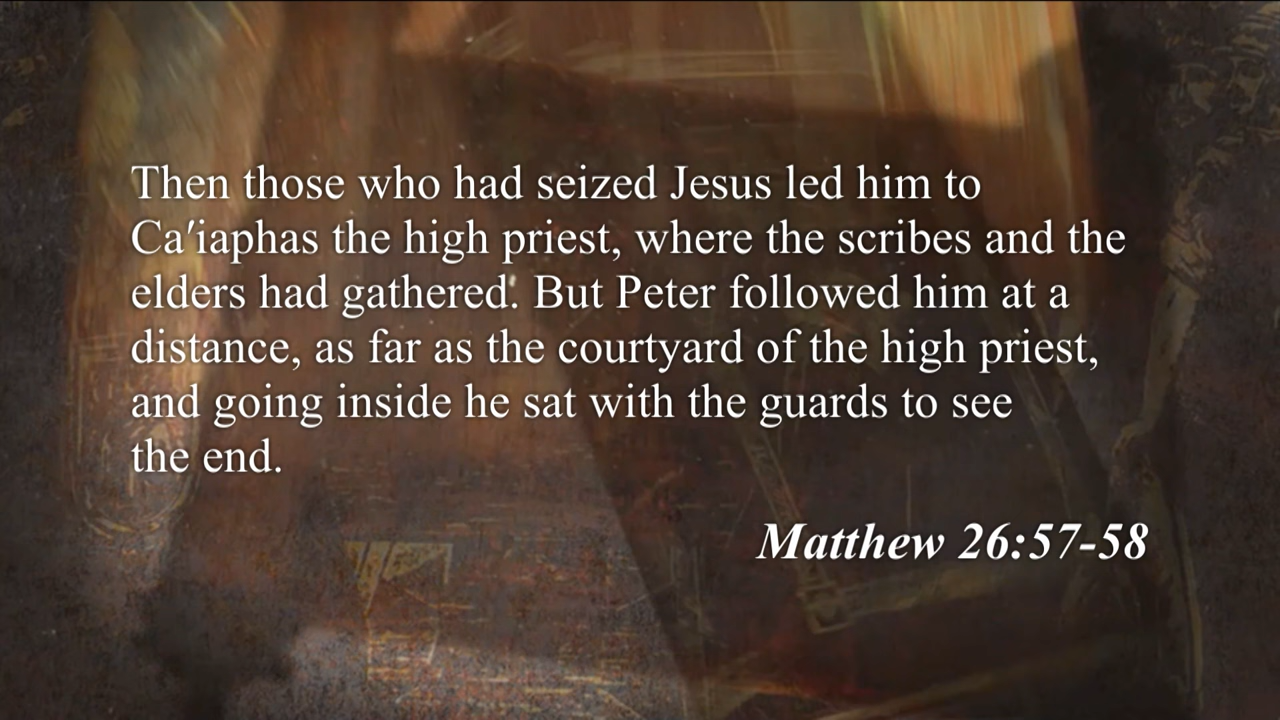 Then those who had seized Jesus led him to
Ca′iaphas the high priest, where the scribes and the
elders had gathered. But Peter followed him at a
distance, as far as the courtyard of the high priest,
and going inside he sat with the guards to see
the end.
Matthew 26:57-58